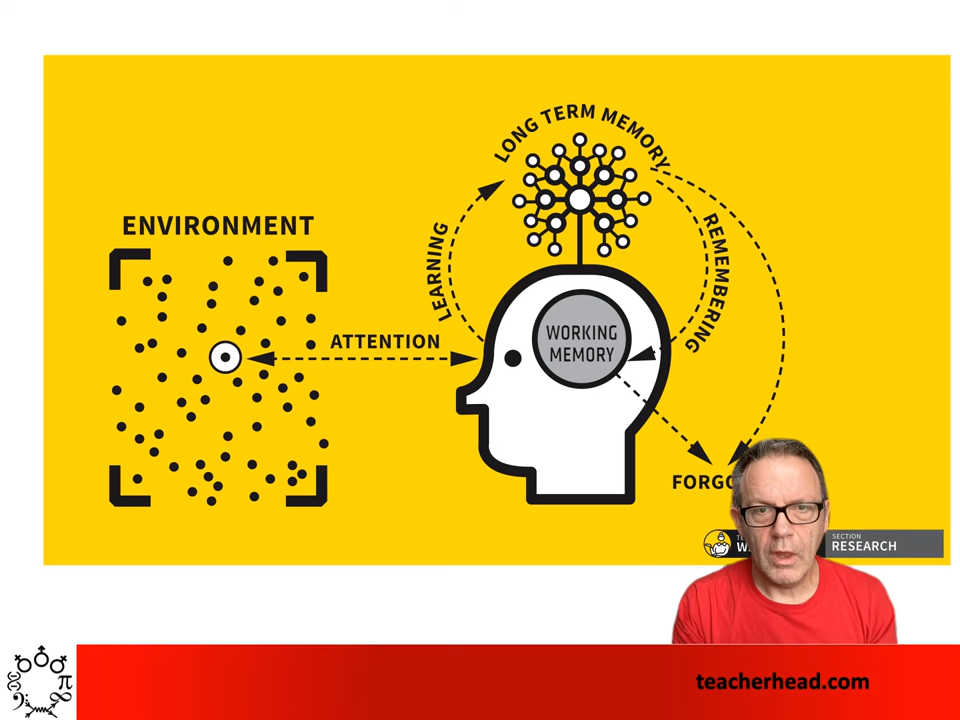 LONG TERM MEMORY
ENVIRONMENT
LEARNING
REMEMBERING
ATTENTION
WORKING
MEMORY
SECTION
RESEARCH
teacherhead.com